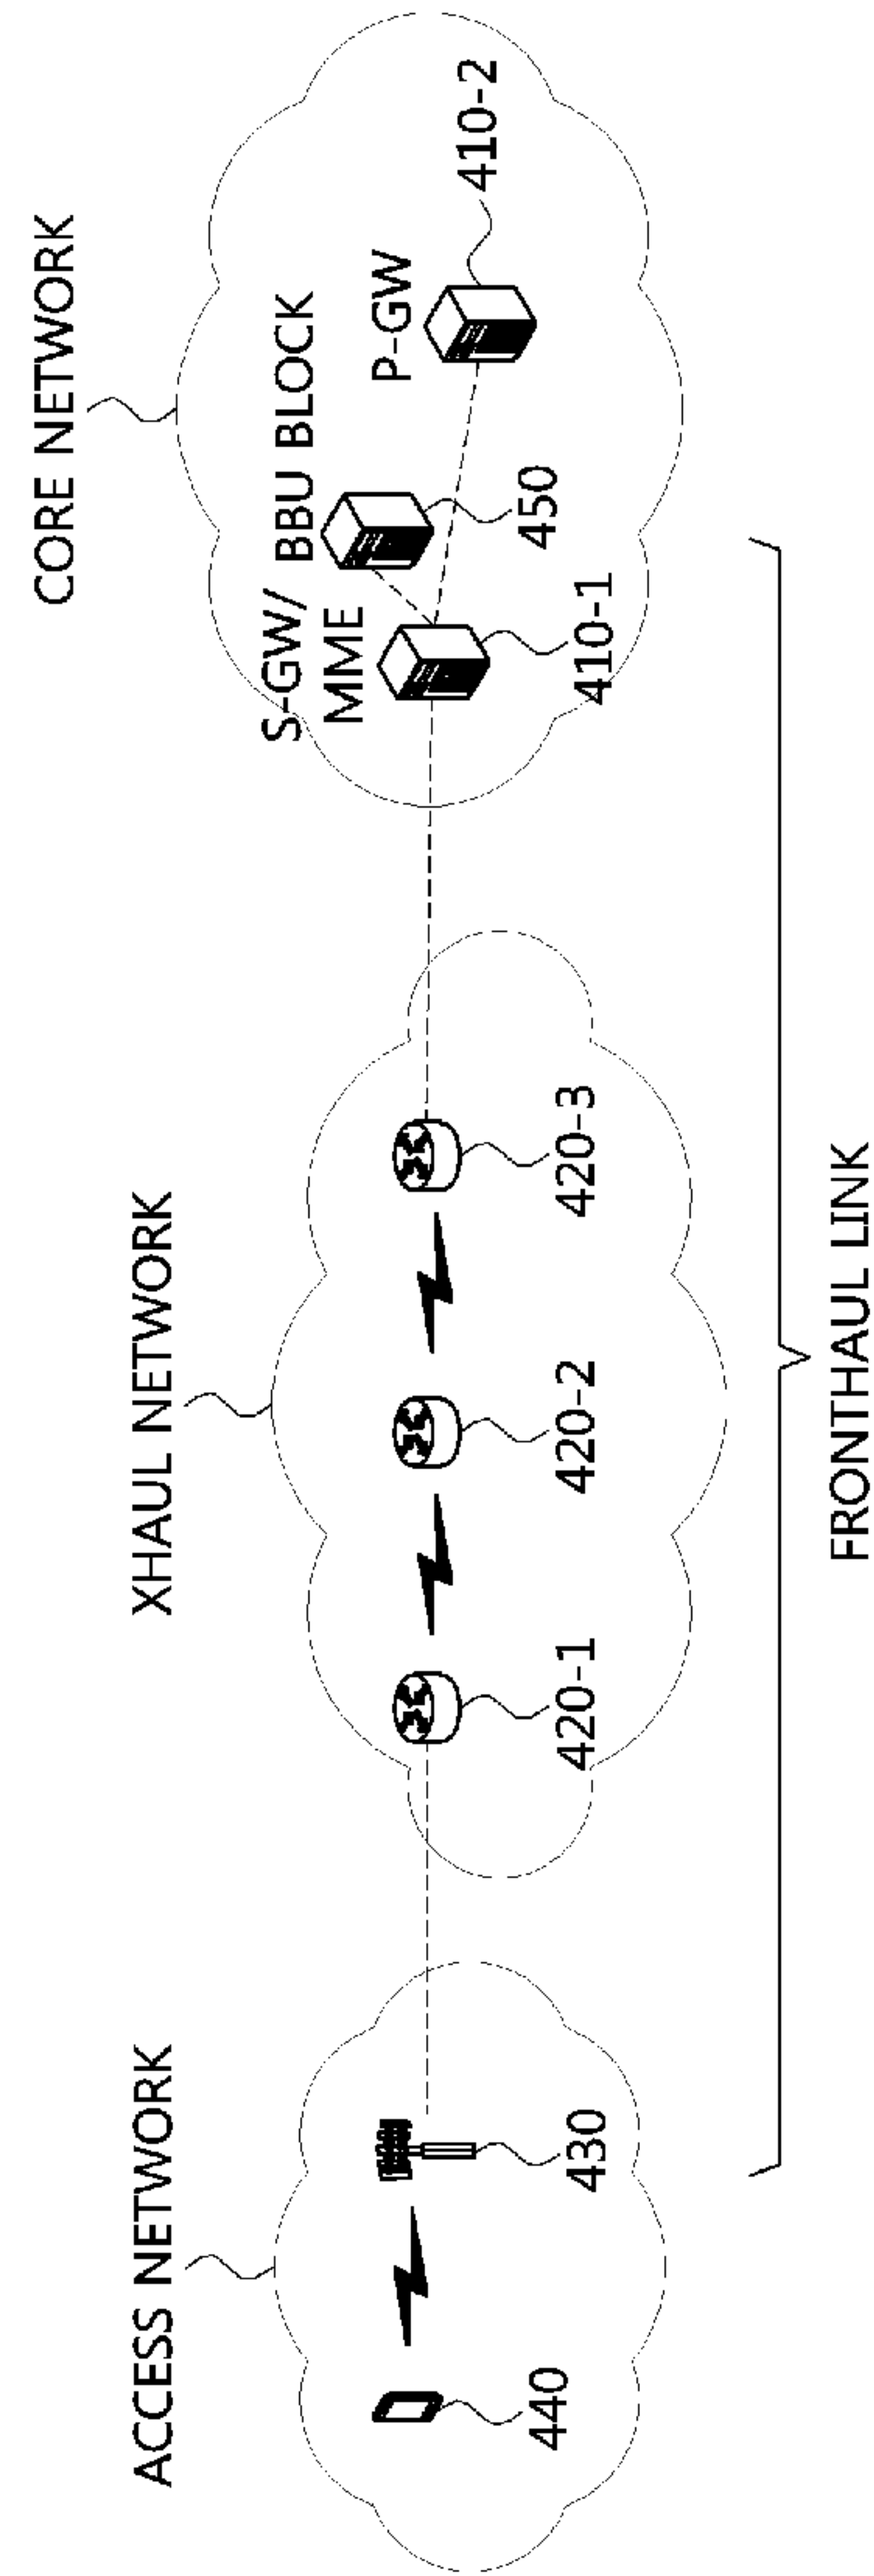 ACCESS NETWORK
XHAUL NETWORK
CORE NETWORK
S-GW/
MME
BBU BLOCK
P-GW
410-2
440
430
420-1
420-2
420-3
410-1
450
FRONTHAUL LINK